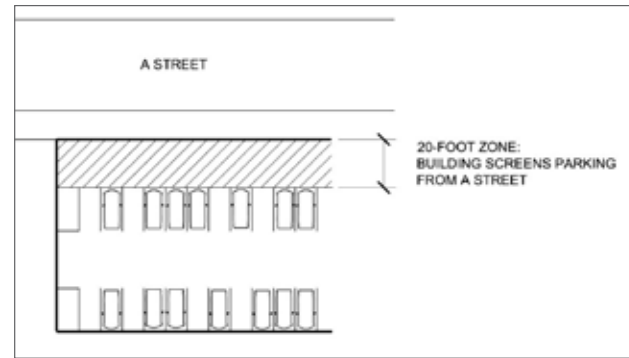 A STREET
20-FOOT ZONE:
BUILDING SCREENS PARKING
FROM A STREET